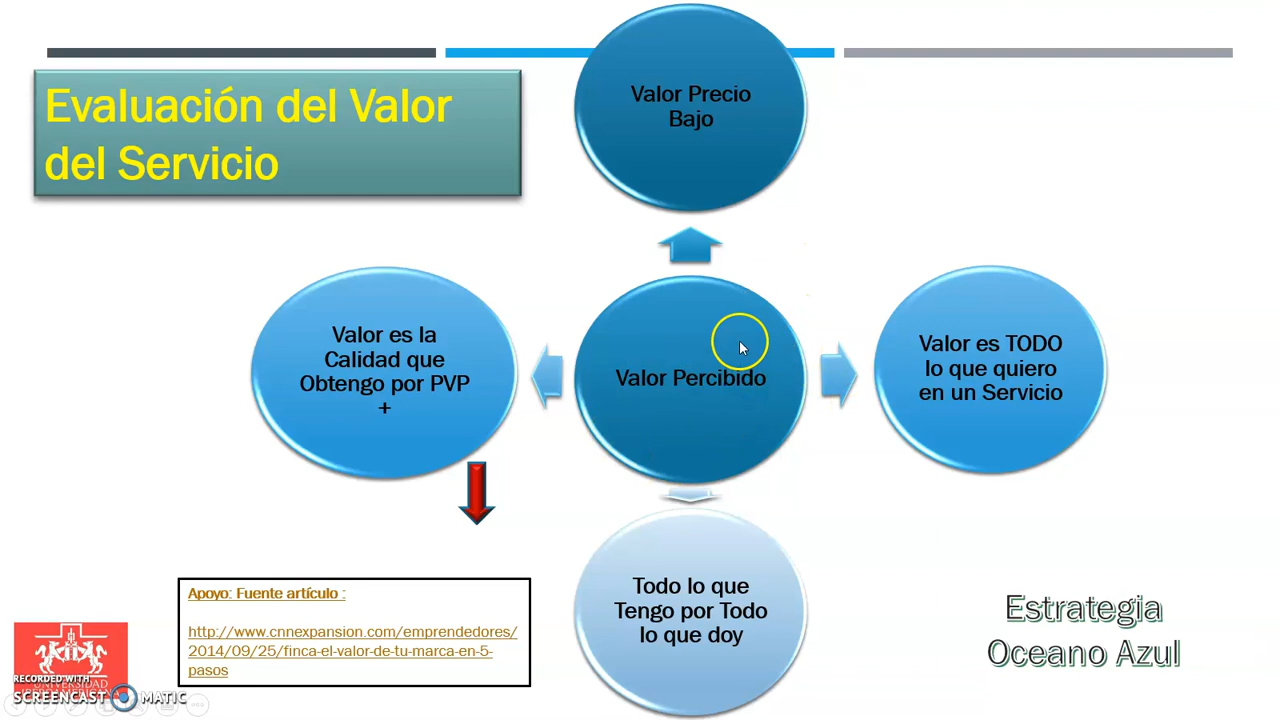 Evaluación del Valor
del Servicio
Valor Precio
Bajo
Valor es la
Calidad que
Obtengo por PVP
+
Valor Percibido
Valor es TODO
lo que quiero
en un Servicio
Todo lo que
Tengo por Todo
lo que doy
Apoyo: Fuente artículo :
http://www.cnnexpansion.com/emprendedores/
2014/09/25/finca-el-valor-de-tu-marca-en-5-
pasos
Estrategia
Oceano Azul
RECORDED WITH
SCREENCAST MATIC
UNIVERSIDAD